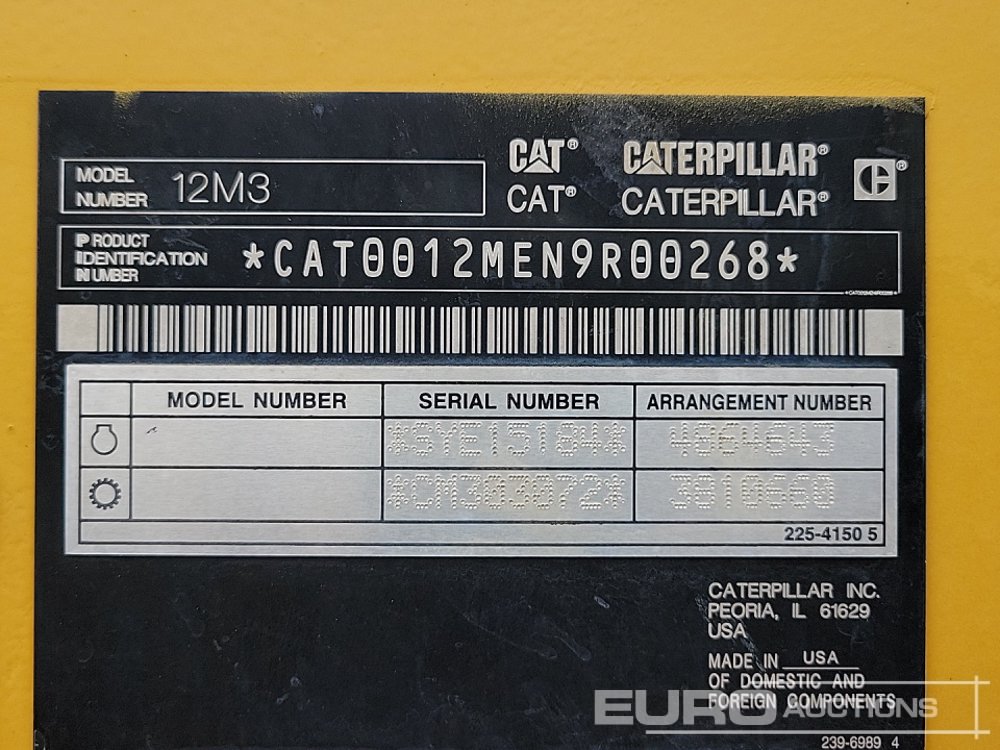 CAT® CATERPILLAR®
MODEL NUMBER 12M3 CAT® CATERPILLAR®
PRODUCT IDENTIFICATION NUMBER *CAT0012MEN9R00268*
MODEL NUMBER SERIAL NUMBER ARRANGEMENT NUMBER
*SYE15184* 4864643
*CM303072* 3810660
225-4150 5
CATERPILLAR INC.
PEORIA, IL 61629
USA
MADE IN USA
OF DOMESTIC AND
FOREIGN COMPONENTS
EURO AUCTIONS
239-6989 4